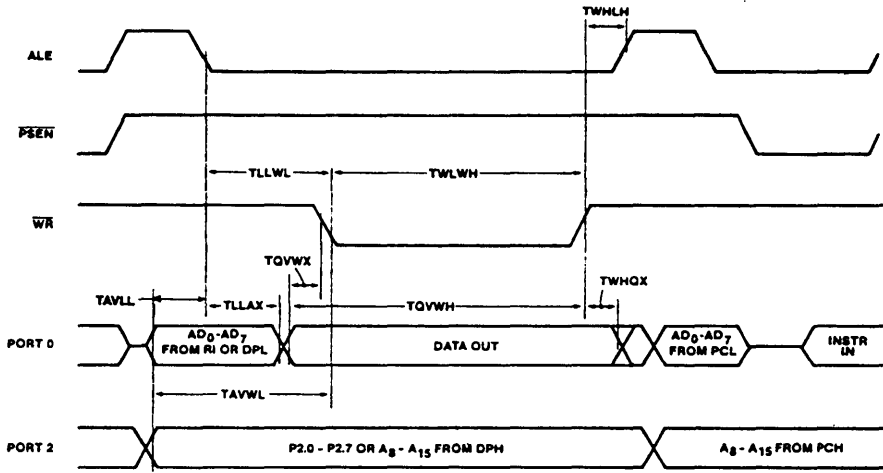 TWHLH
ALE
PSEN
TLLWL
TWLWH
WR
TQVWX
TWHQX
TAVLL
TLLAX
TQVWH
PORT 0
AD0-AD7
FROM RI OR DPL
DATA OUT
AD0-AD7
FROM PCL
INSTR
IN
TAVWL
PORT 2
P2.0 - P2.7 OR A8 - A15 FROM DPH
A8 - A15 FROM PCH